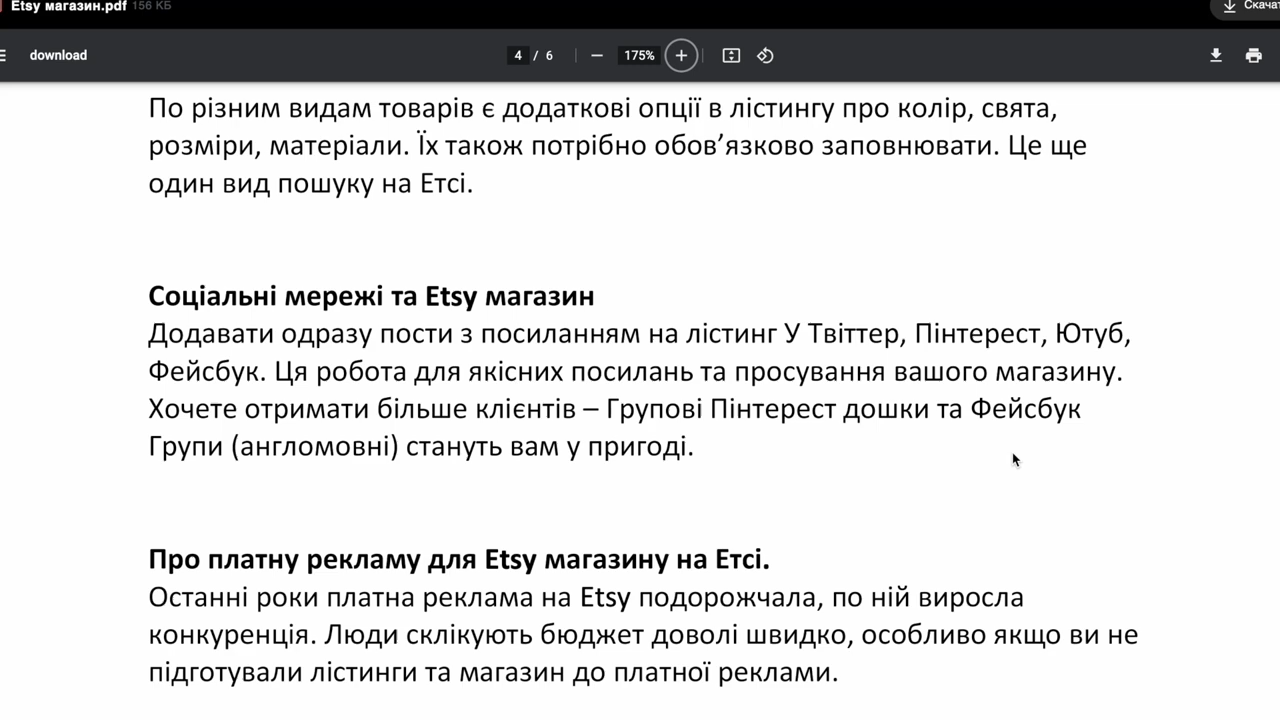 Etsy магазин.pdf 156 КБ
download
4 / 6
175%
По різним видам товарів є додаткові опції в лістингу про колір, свята,
розміри, матеріали. Їх також потрібно обов’язково заповнювати. Це ще
один вид пошуку на Етсі.
Соціальні мережі та Etsy магазин
Додавати одразу пости з посиланням на лістинг У Твіттер, Пінтерест, Ютуб,
Фейсбук. Ця робота для якісних посилань та просування вашого магазину.
Хочете отримати більше клієнтів – Групові Пінтерест дошки та Фейсбук
Групи (англомовні) стануть вам у пригоді.
Про платну рекламу для Etsy магазину на Етсі.
Останні роки платна реклама на Etsy подорожчала, по ній виросла
конкуренція. Люди склікують бюджет доволі швидко, особливо якщо ви не
підготували лістинги та магазин до платної реклами.